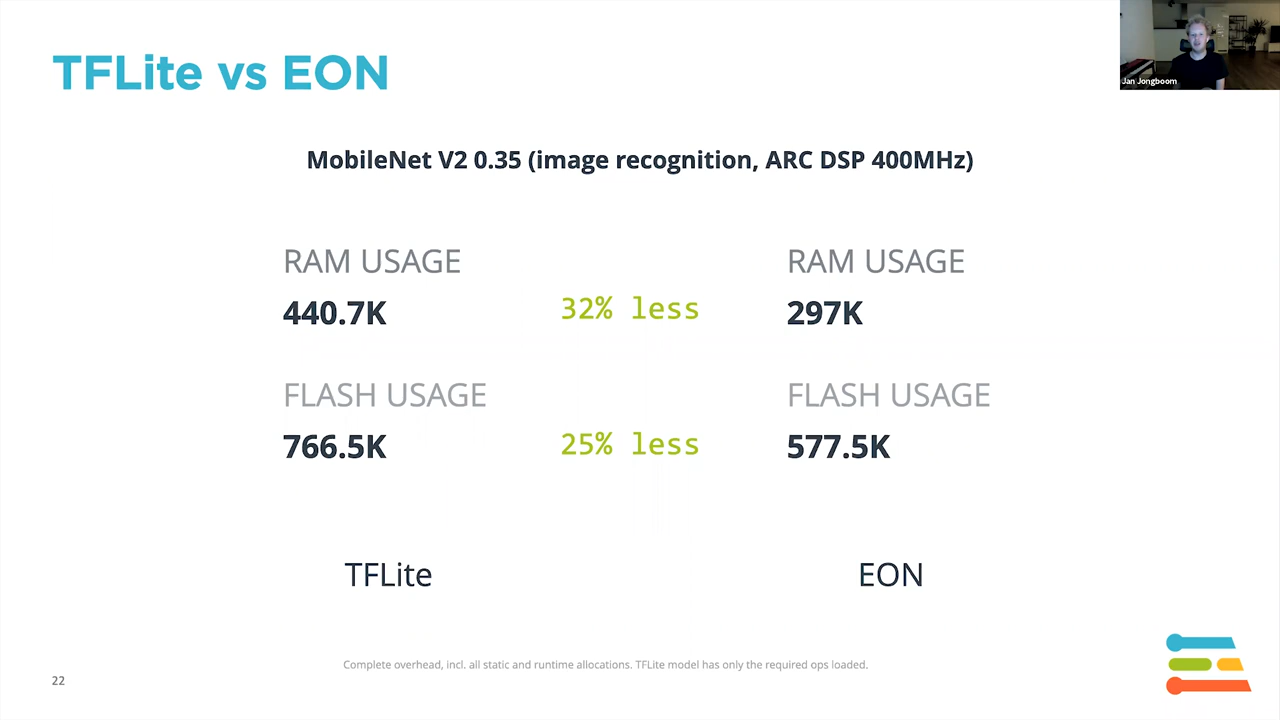 TFLite vs EON
Jan Jongboom
MobileNet V2 0.35 (image recognition, ARC DSP 400MHz)
RAM USAGE
440.7K
32% less
RAM USAGE
297K
FLASH USAGE
766.5K
25% less
FLASH USAGE
577.5K
TFLite
EON
Complete overhead, incl. all static and runtime allocations. TFLite model has only the required ops loaded.
22